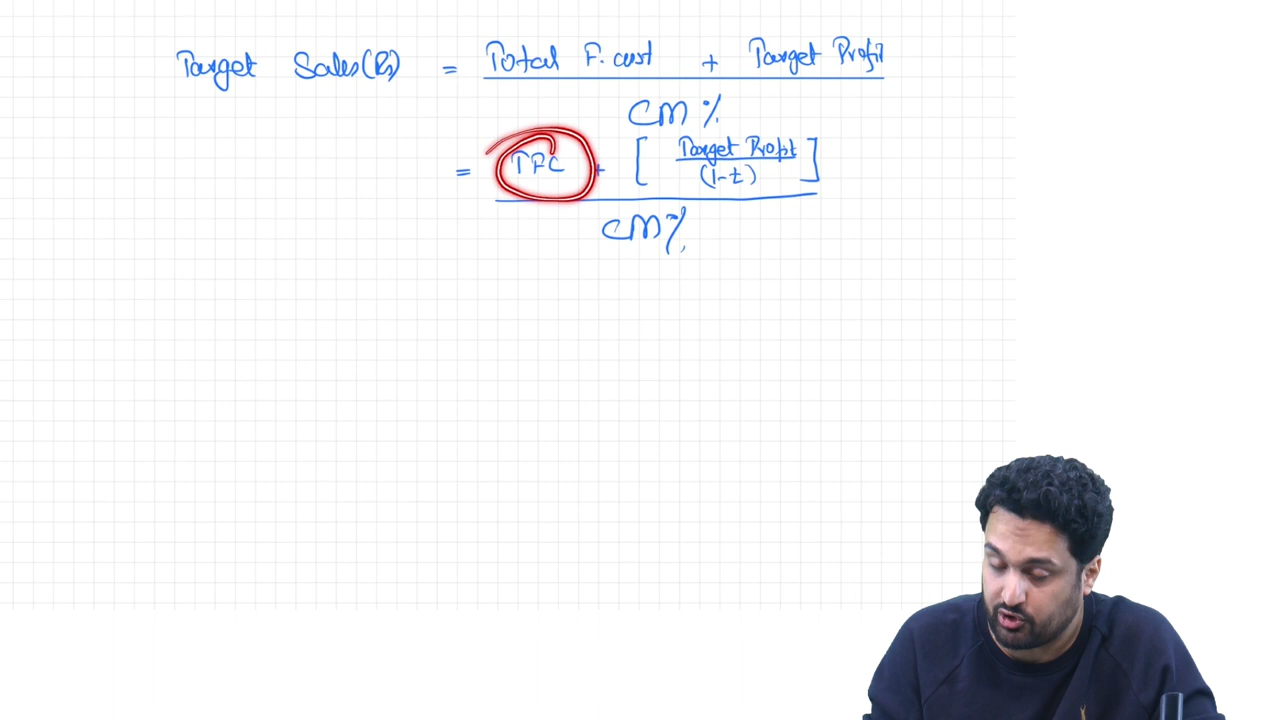 Target Sales(Rs) = Total F.cost + Target Profit
CM %
= TFC + [ Target Profit
(1-t) ]
CM%